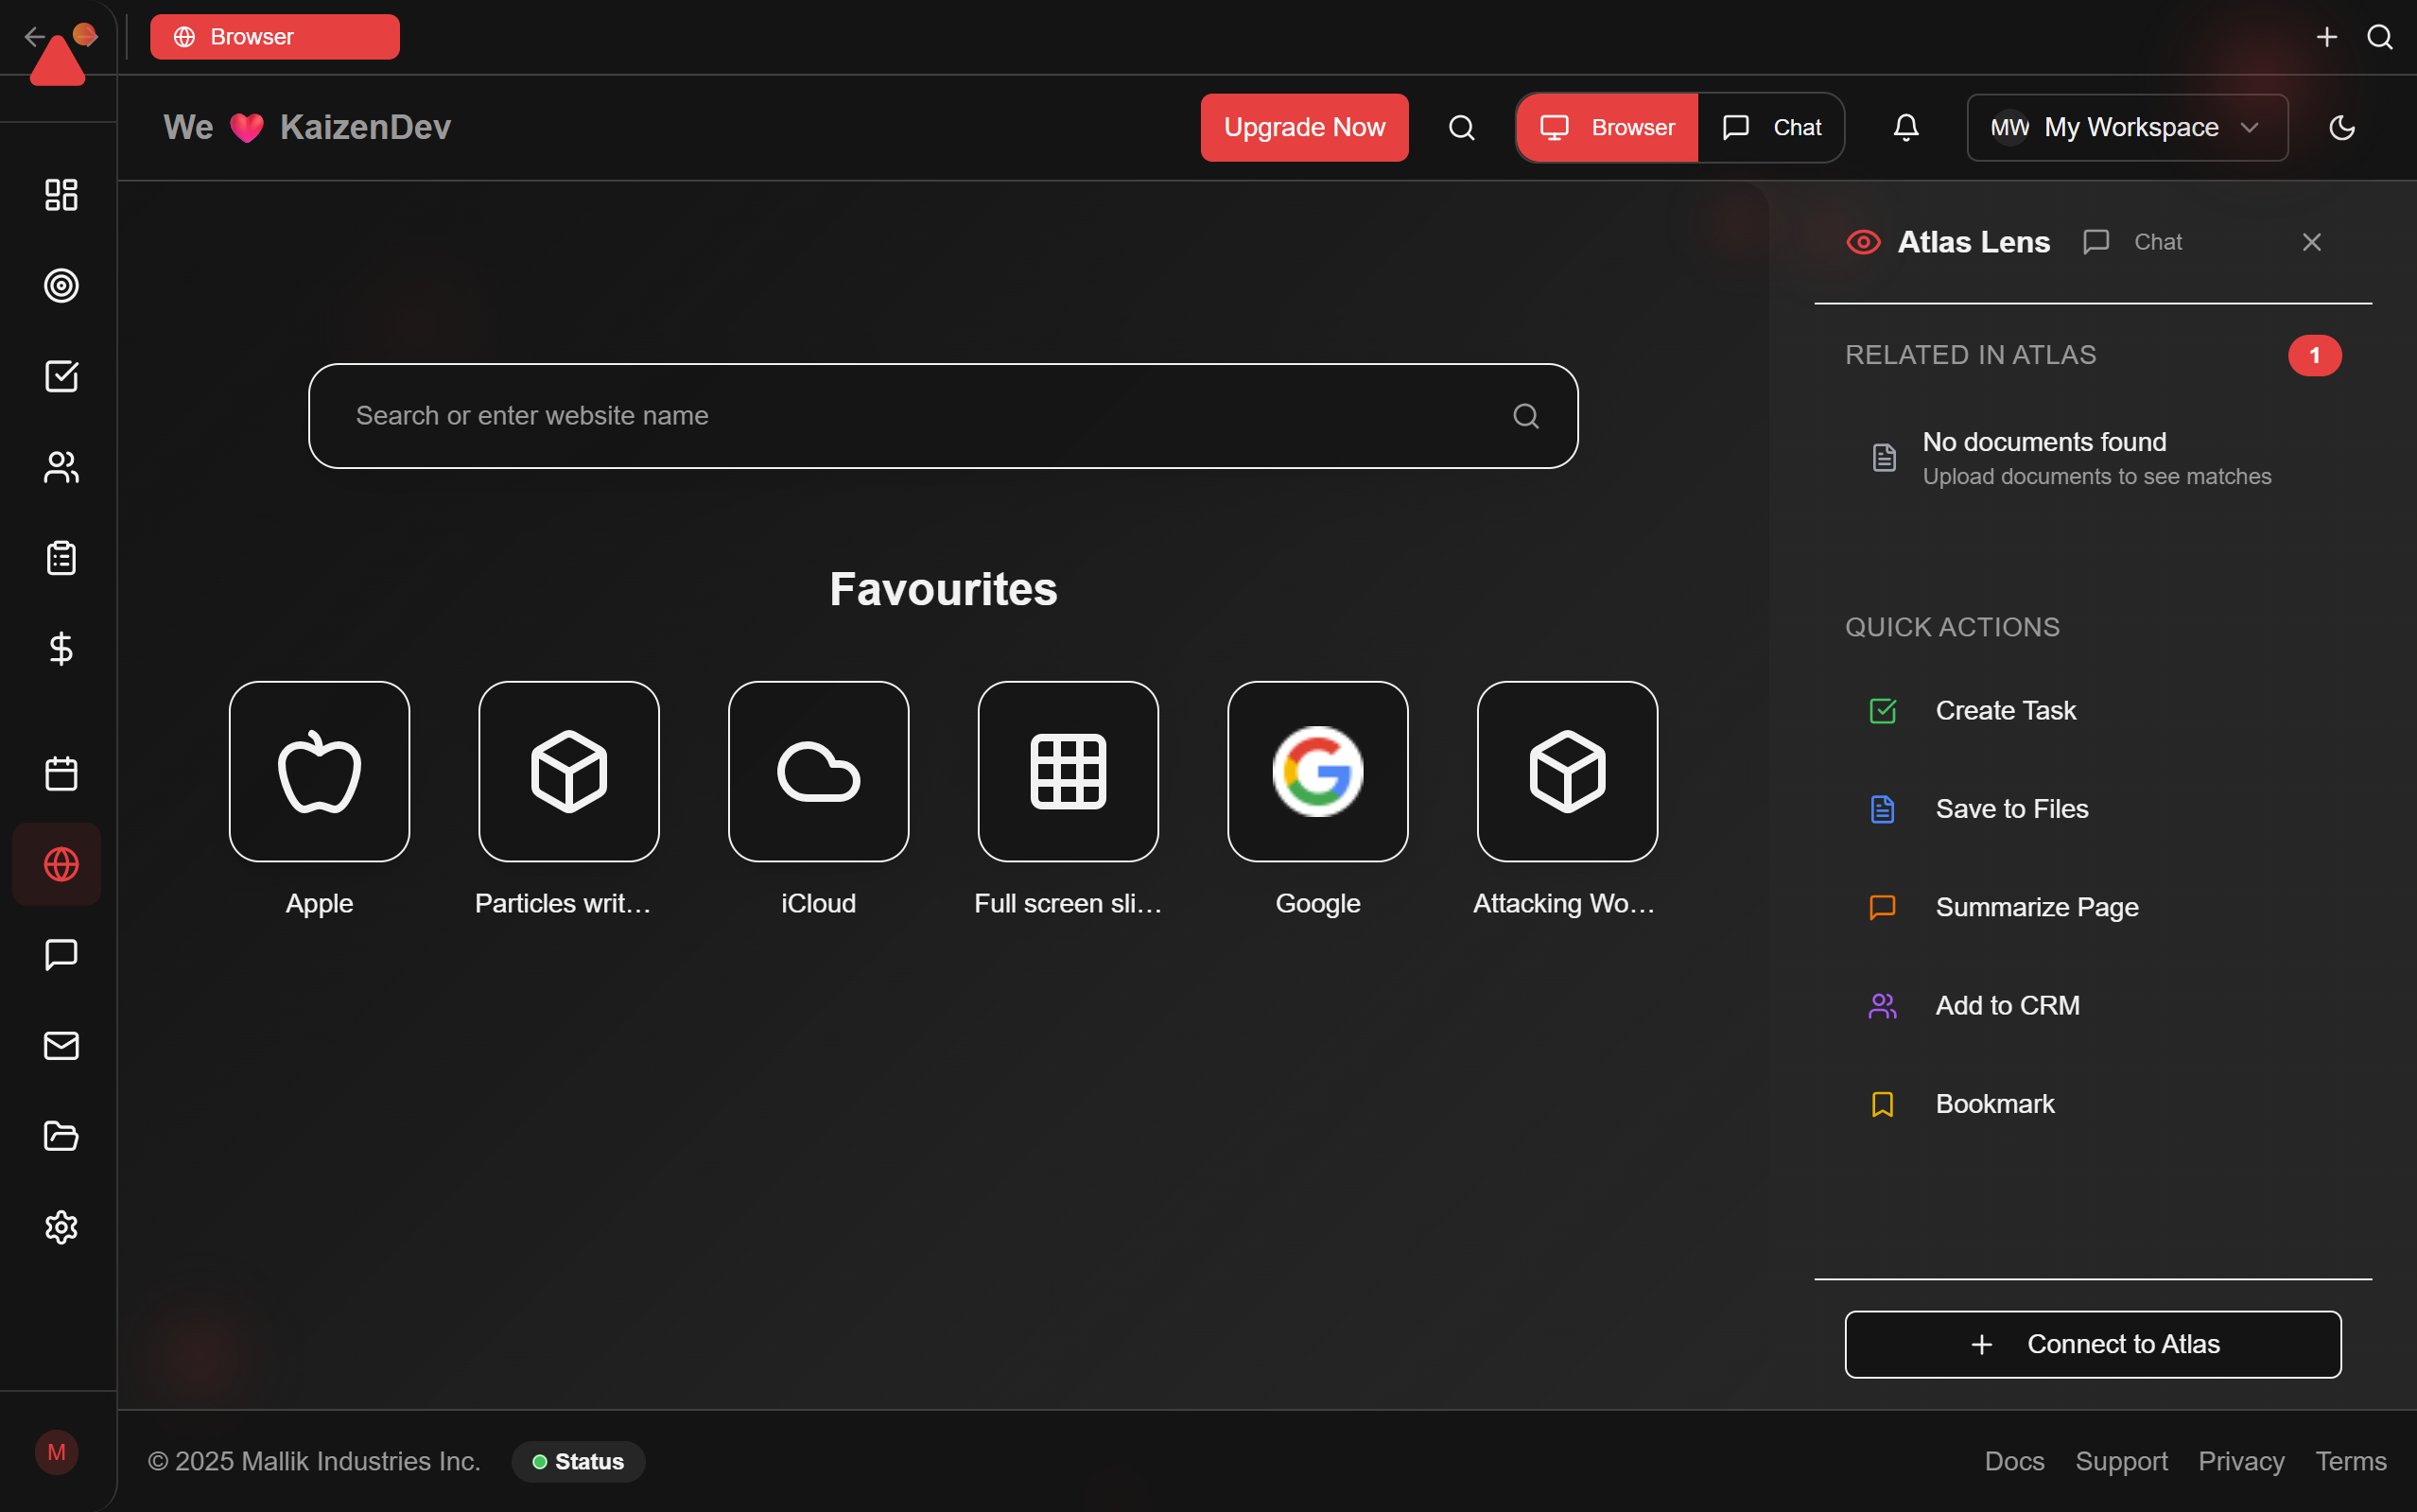 Browser
We ❤️ KaizenDev
Upgrade Now
Browser
Chat
MW My Workspace
Atlas Lens
Chat
RELATED IN ATLAS
1
No documents found
Upload documents to see matches
Search or enter website name
Favourites
Apple
Particles writ...
iCloud
Full screen sli...
Google
Attacking Wo...
QUICK ACTIONS
Create Task
Save to Files
Summarize Page
Add to CRM
Bookmark
Connect to Atlas
M
© 2025 Mallik Industries Inc.
Status
Docs
Support
Privacy
Terms